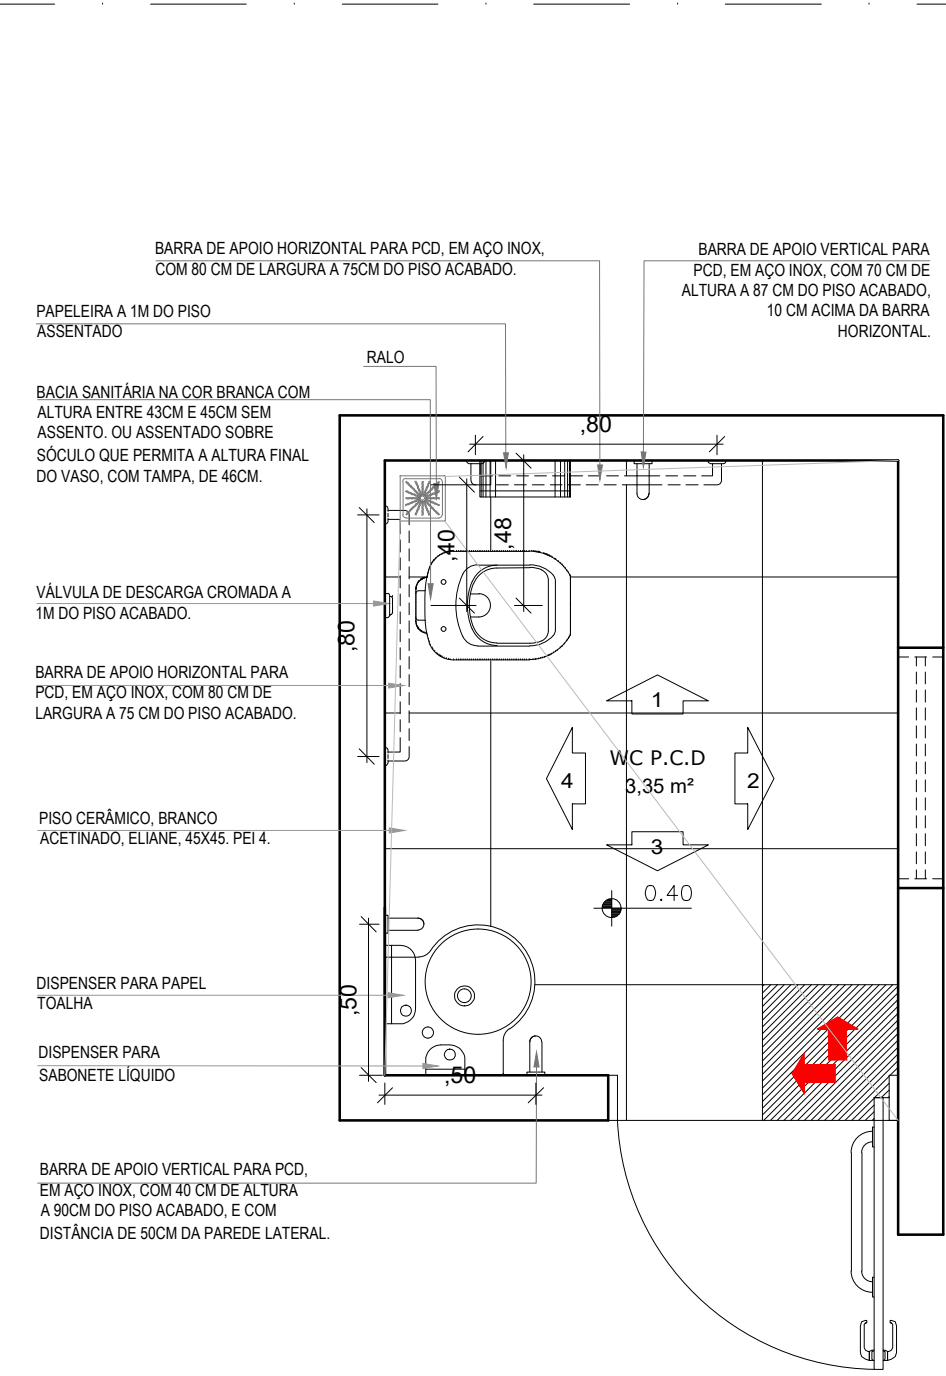 BARRA DE APOIO HORIZONTAL PARA PCD, EM AÇO INOX,
COM 80 CM DE LARGURA A 75CM DO PISO ACABADO.
BARRA DE APOIO VERTICAL PARA
PCD, EM AÇO INOX, COM 70 CM DE
ALTURA A 87 CM DO PISO ACABADO,
10 CM ACIMA DA BARRA
HORIZONTAL.
PAPELEIRA A 1M DO PISO
ASSENTADO
RALO
BACIA SANITÁRIA NA COR BRANCA COM
ALTURA ENTRE 43CM E 45CM SEM
ASSENTO. OU ASSENTADO SOBRE
SÓCULO QUE PERMITA A ALTURA FINAL
DO VASO, COM TAMPA, DE 46CM.
,80
,40
,48
VÁLVULA DE DESCARGA CROMADA A
1M DO PISO ACABADO.
,80
BARRA DE APOIO HORIZONTAL PARA
PCD, EM AÇO INOX, COM 80 CM DE
LARGURA A 75 CM DO PISO ACABADO.
1
WC P.C.D
3,35 m²
4
2
3
0.40
PISO CERÂMICO, BRANCO
ACETINADO, ELIANE, 45X45. PEI 4.
DISPENSER PARA PAPEL
TOALHA
,50
DISPENSER PARA
SABONETE LÍQUIDO
,50
BARRA DE APOIO VERTICAL PARA PCD,
EM AÇO INOX, COM 40 CM DE ALTURA
A 90CM DO PISO ACABADO, E COM
DISTÂNCIA DE 50CM DA PAREDE LATERAL.